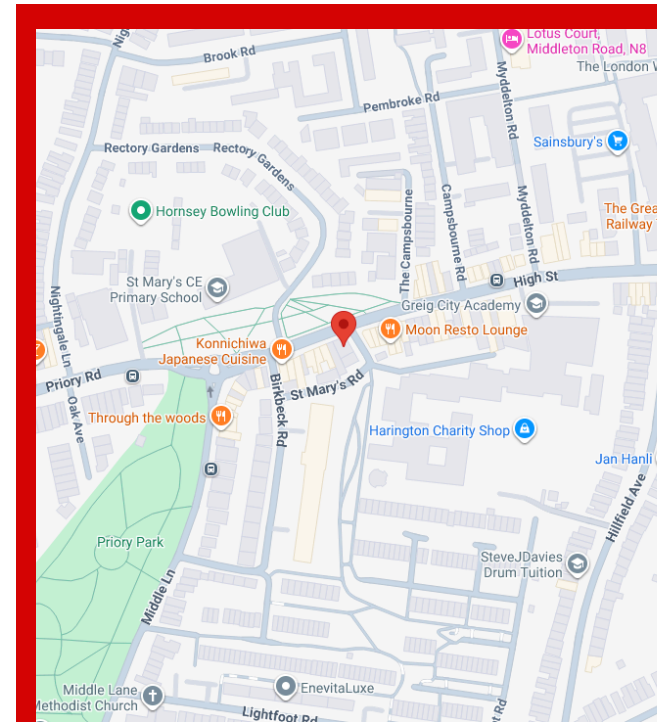 Lotus Court,
Middleton Road, N8
Brook Rd
The London
Pembroke Rd
Myddelton Rd
Sainsbury's
Rectory Gardens
Rectory Gardens
The Campsbourne
Campsbourne Rd
Myddelton Rd
Hornsey Bowling Club
The Grea
Railway
High St
St Mary's CE
Primary School
Greig City Academy
Nightingale Ln
Moon Resto Lounge
Konnichiwa
Japanese Cuisine
Priory Rd
St Mary's Rd
Birkbeck Rd
Oak Ave
Through the woods
Harington Charity Shop
Jan Hanli
Hillfield Ave
Priory Park
SteveJDavies
Drum Tuition
Middle Ln
Middle Lane
Methodist Church
EnevitaLuxe
Lightfoot Rd